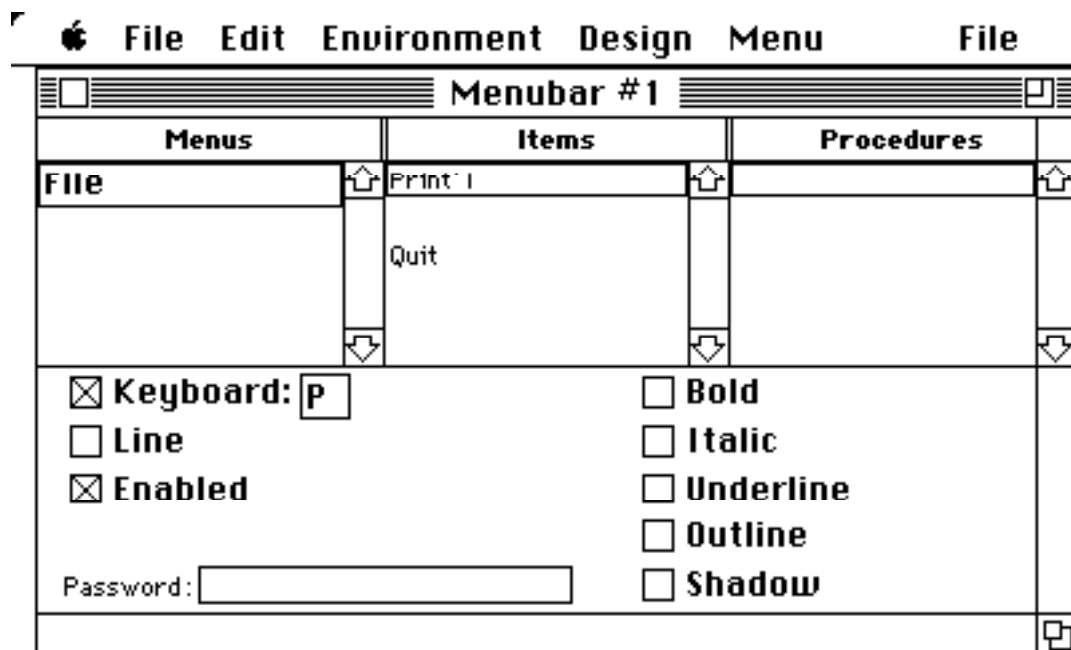 File Edit Environment Design Menu File
Menubar #1
Menus Items Procedures
File
Quit
Keyboard: P
Bold
Line
Italic
Enabled
Underline
Outline
Password:
Shadow